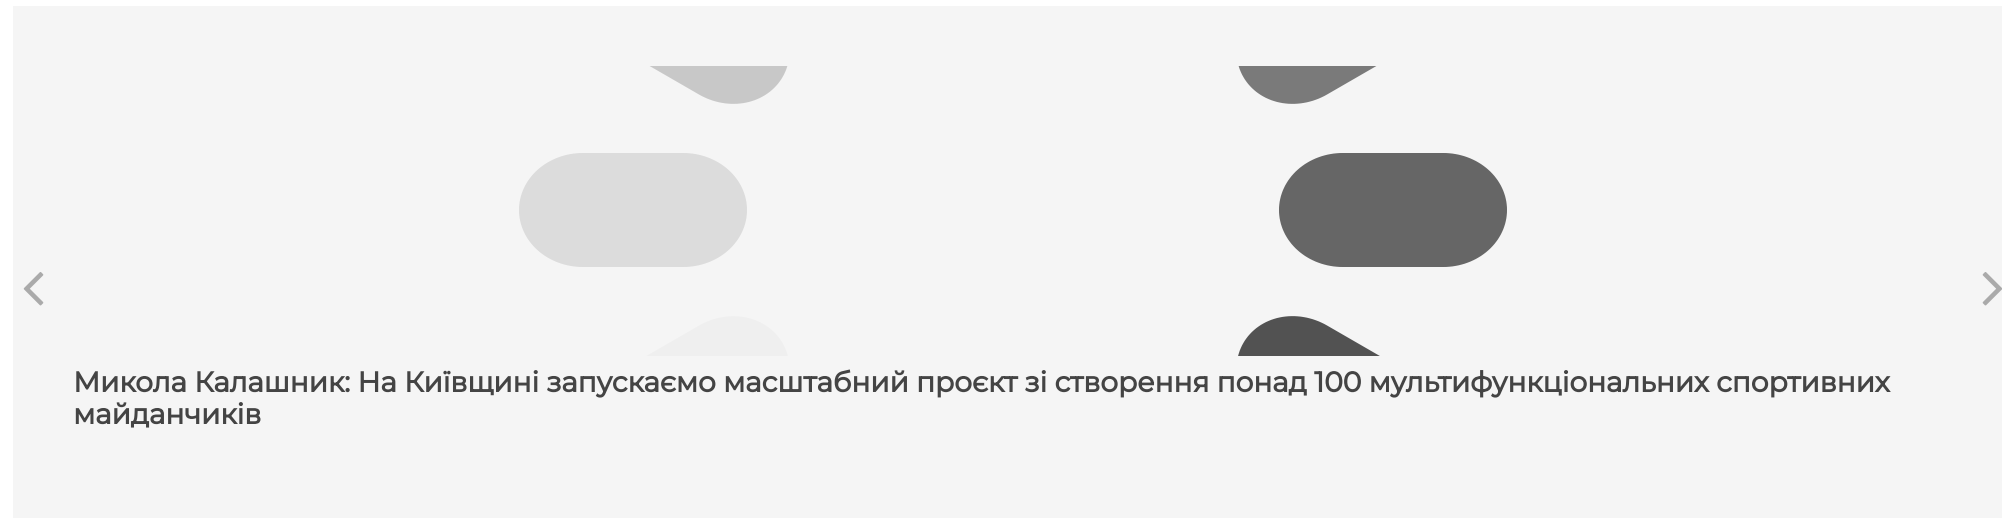 Микола Калашник: На Київщині запускаємо масштабний проєкт зі створення понад 100 мультифункціональних спортивних
майданчиків